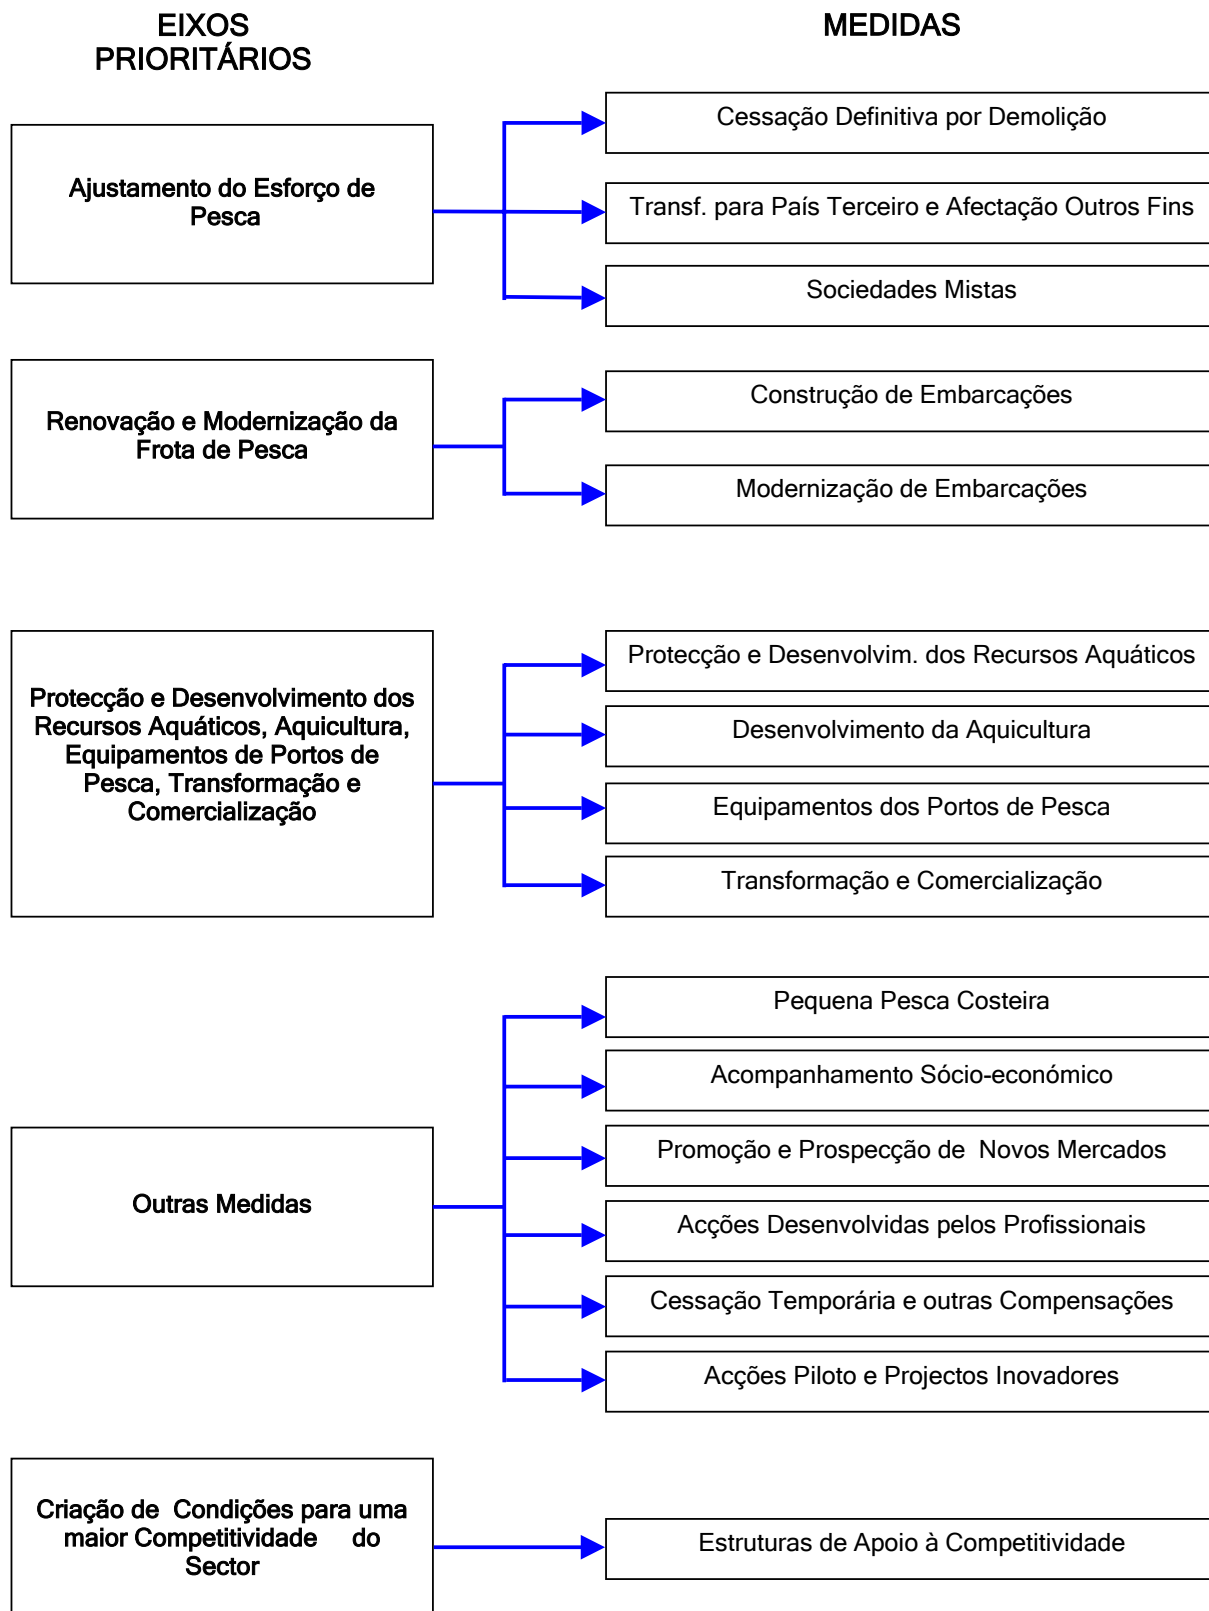 EIXOS
PRIORITÁRIOS
MEDIDAS
Ajustamento do Esforço de
Pesca
Cessação Definitiva por Demolição
Transf. para País Terceiro e Afectação Outros Fins
Sociedades Mistas
Renovação e Modernização da
Frota de Pesca
Construção de Embarcações
Modernização de Embarcações
Protecção e Desenvolvimento dos
Recursos Aquáticos, Aquicultura,
Equipamentos de Portos de
Pesca, Transformação e
Comercialização
Protecção e Desenvolvim. dos Recursos Aquáticos
Desenvolvimento da Aquicultura
Equipamentos dos Portos de Pesca
Transformação e Comercialização
Outras Medidas
Pequena Pesca Costeira
Acompanhamento Sócio-económico
Promoção e Prospecção de Novos Mercados
Acções Desenvolvidas pelos Profissionais
Cessação Temporária e outras Compensações
Acções Piloto e Projectos Inovadores
Criação de Condições para uma
maior Competitividade do
Sector
Estruturas de Apoio à Competitividade